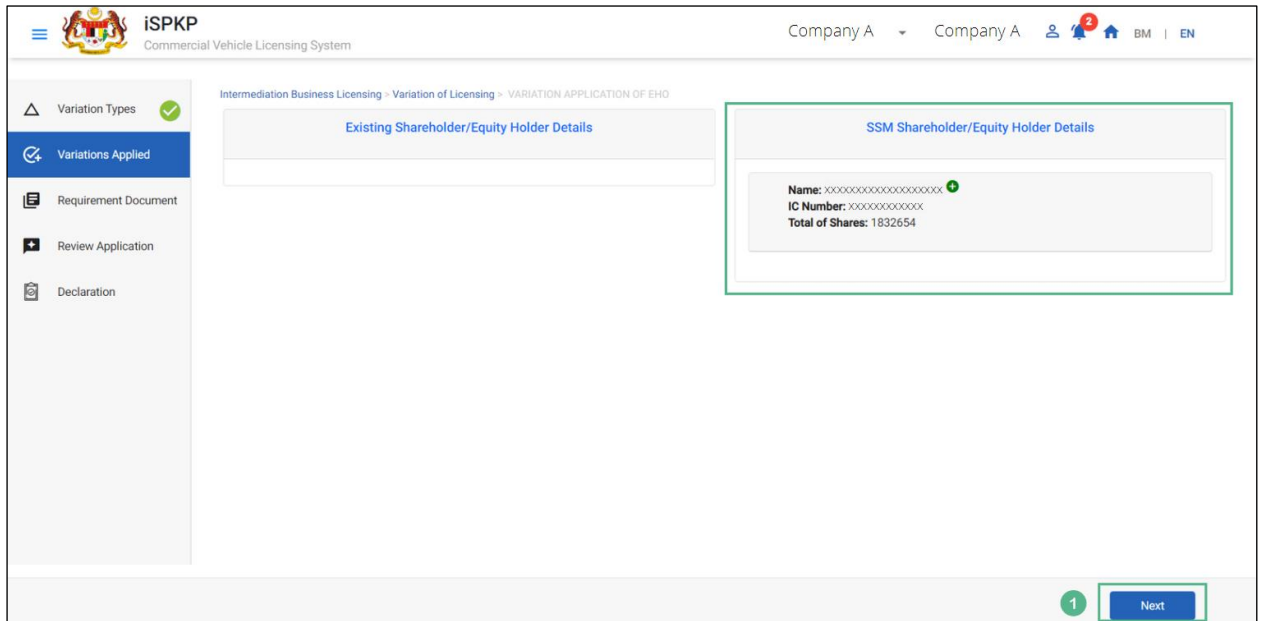 iSPKP
Commercial Vehicle Licensing System
Company A
Company A
2
BM | EN
Variation Types
Variations Applied
Requirement Document
Review Application
Declaration
Intermediation Business Licensing > Variation of Licensing > VARIATION APPLICATION OF EHO
Existing Shareholder/Equity Holder Details
SSM Shareholder/Equity Holder Details
Name: XXXXXXXXXXXXXXXXXXXX
IC Number: XXXXXXXXXXXX
Total of Shares: 1832654
1
Next